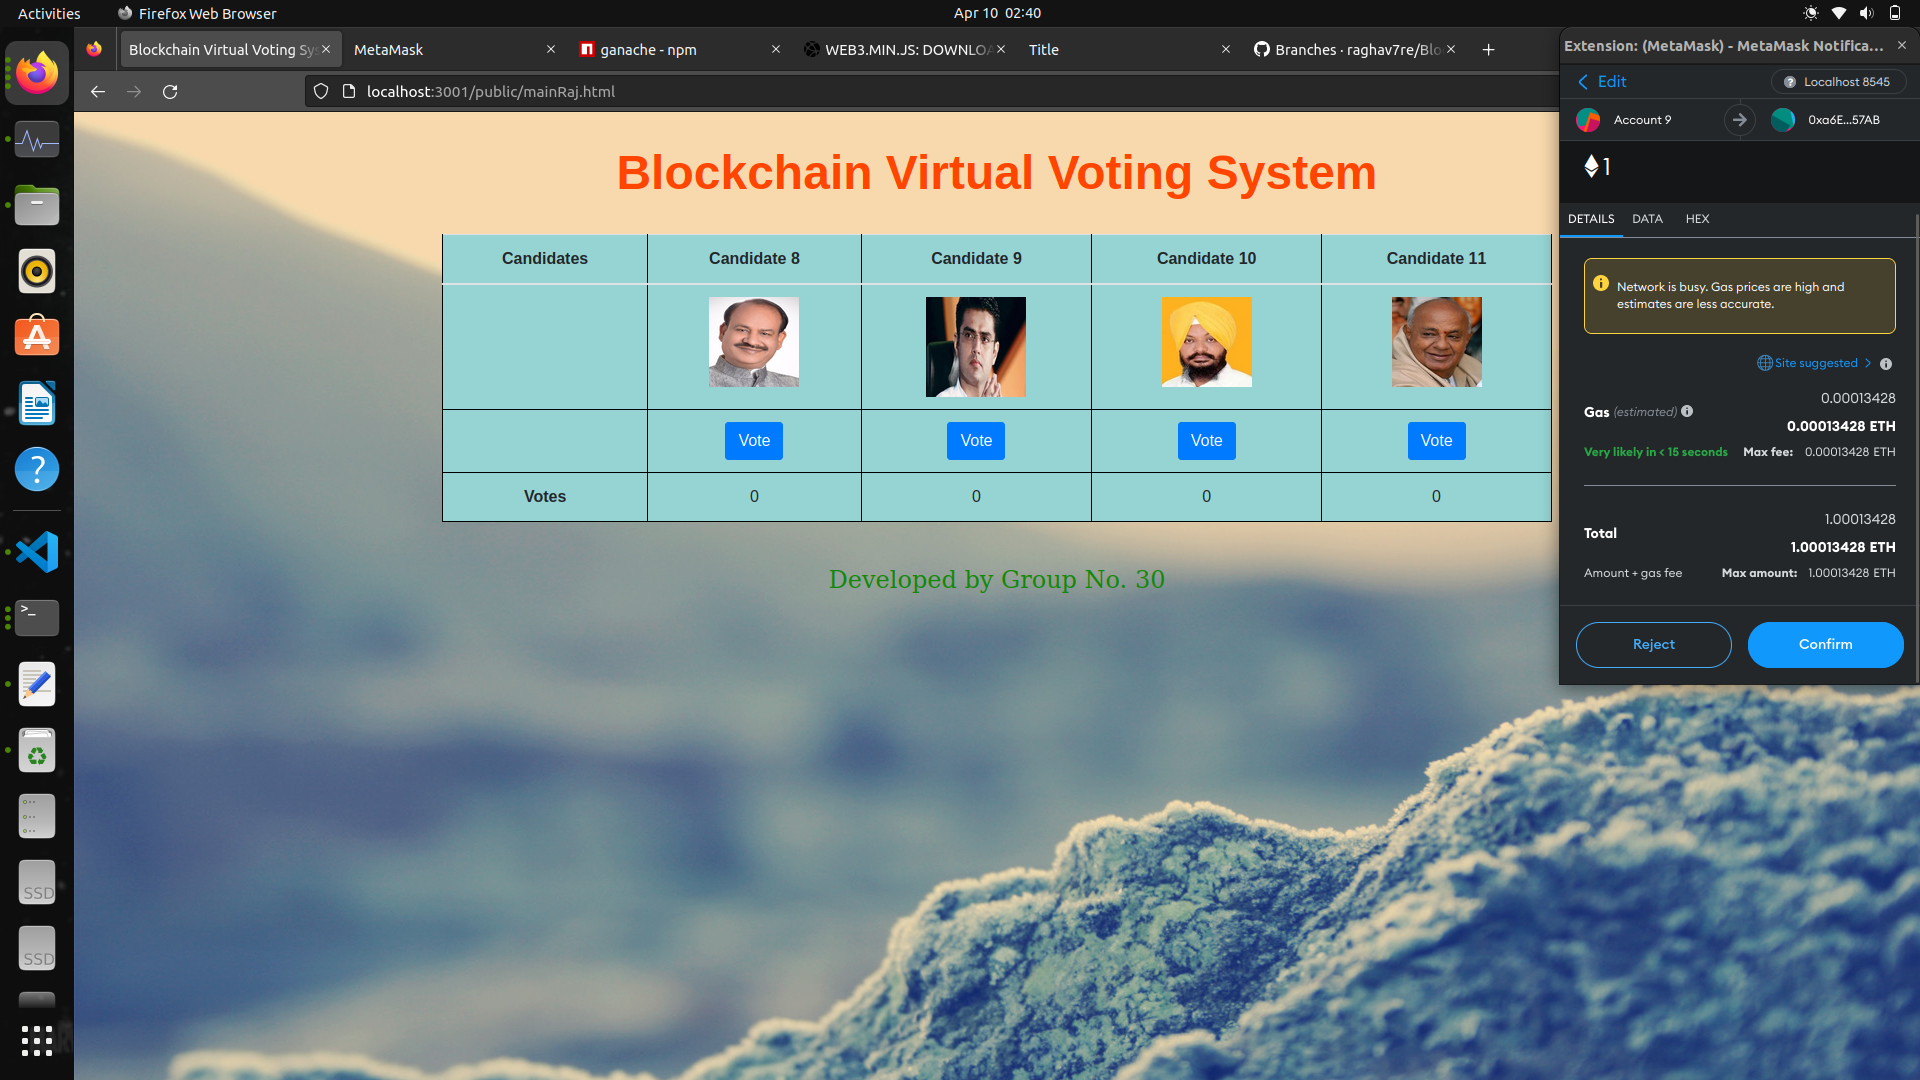 Activities
Firefox Web Browser
Apr 10 02:40
Blockchain Virtual Voting Sys
MetaMask
ganache - npm
WEB3.MIN.JS: DOWNLOA
Title
Branches · raghav7re/Blo
localhost:3001/public/mainRaj.html
Blockchain Virtual Voting System
Candidates Candidate 8 Candidate 9 Candidate 10 Candidate 11
Vote Vote Vote Vote
Votes 0 0 0 0
Developed by Group No. 30
Extension: (MetaMask) - MetaMask Notifica...
Edit
Localhost 8545
Account 9
0xa6E...57AB
1
DETAILS DATA HEX
Network is busy. Gas prices are high and
estimates are less accurate.
Site suggested
0.00013428
Gas (estimated)
0.00013428 ETH
Very likely in < 15 seconds Max fee: 0.00013428 ETH
1.00013428
Total
1.00013428 ETH
Amount + gas fee Max amount: 1.00013428 ETH
Reject
Confirm
SSD
SSD